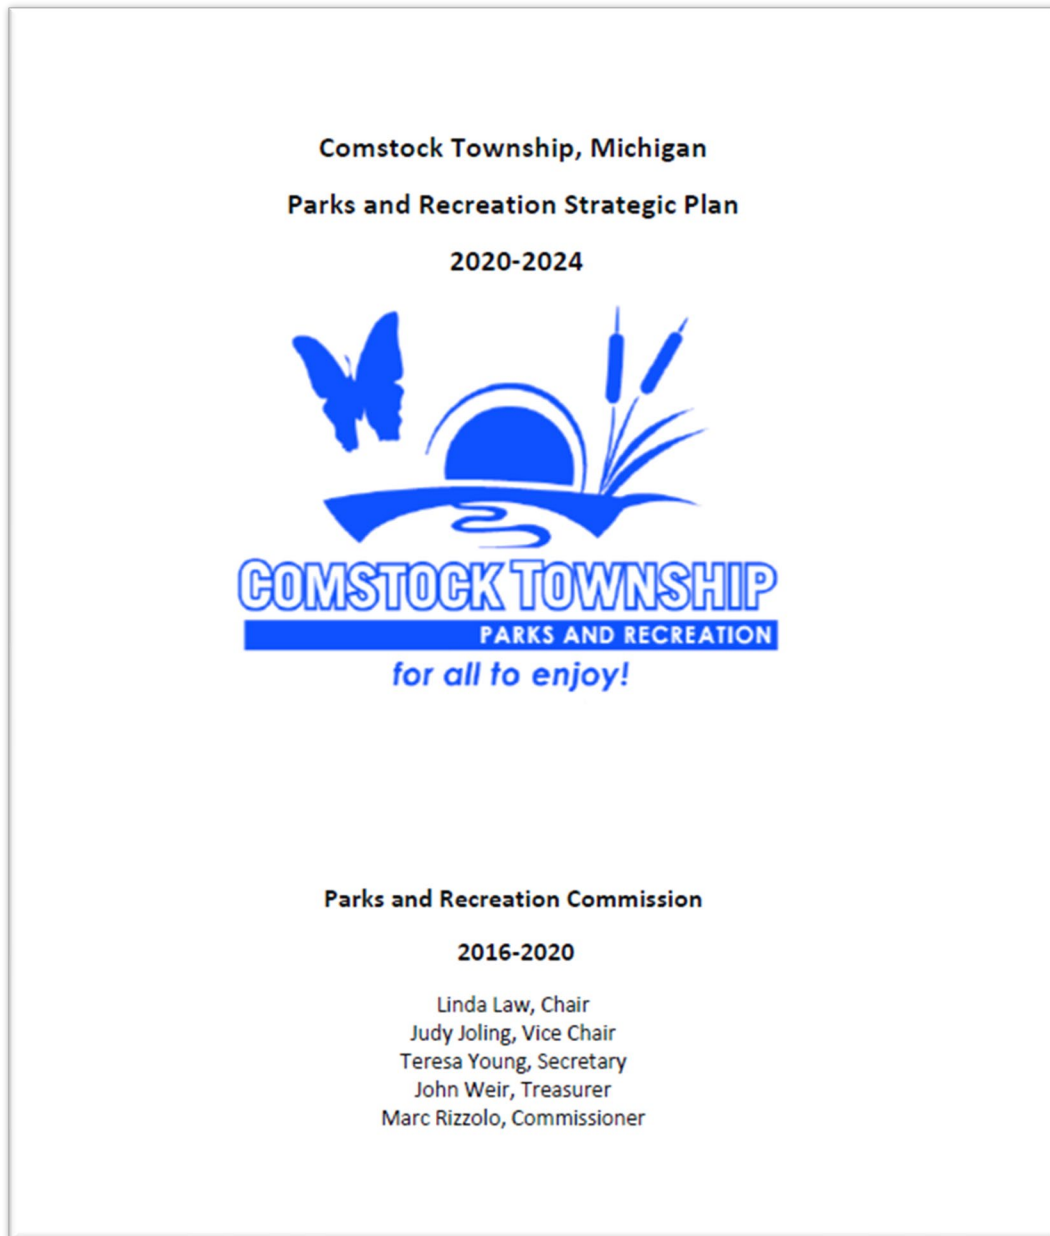 Comstock Township, Michigan
Parks and Recreation Strategic Plan
2020-2024
COMSTOCK TOWNSHIP
PARKS AND RECREATION
for all to enjoy!
Parks and Recreation Commission
2016-2020
Linda Law, Chair
Judy Joling, Vice Chair
Teresa Young, Secretary
John Weir, Treasurer
Marc Rizzolo, Commissioner